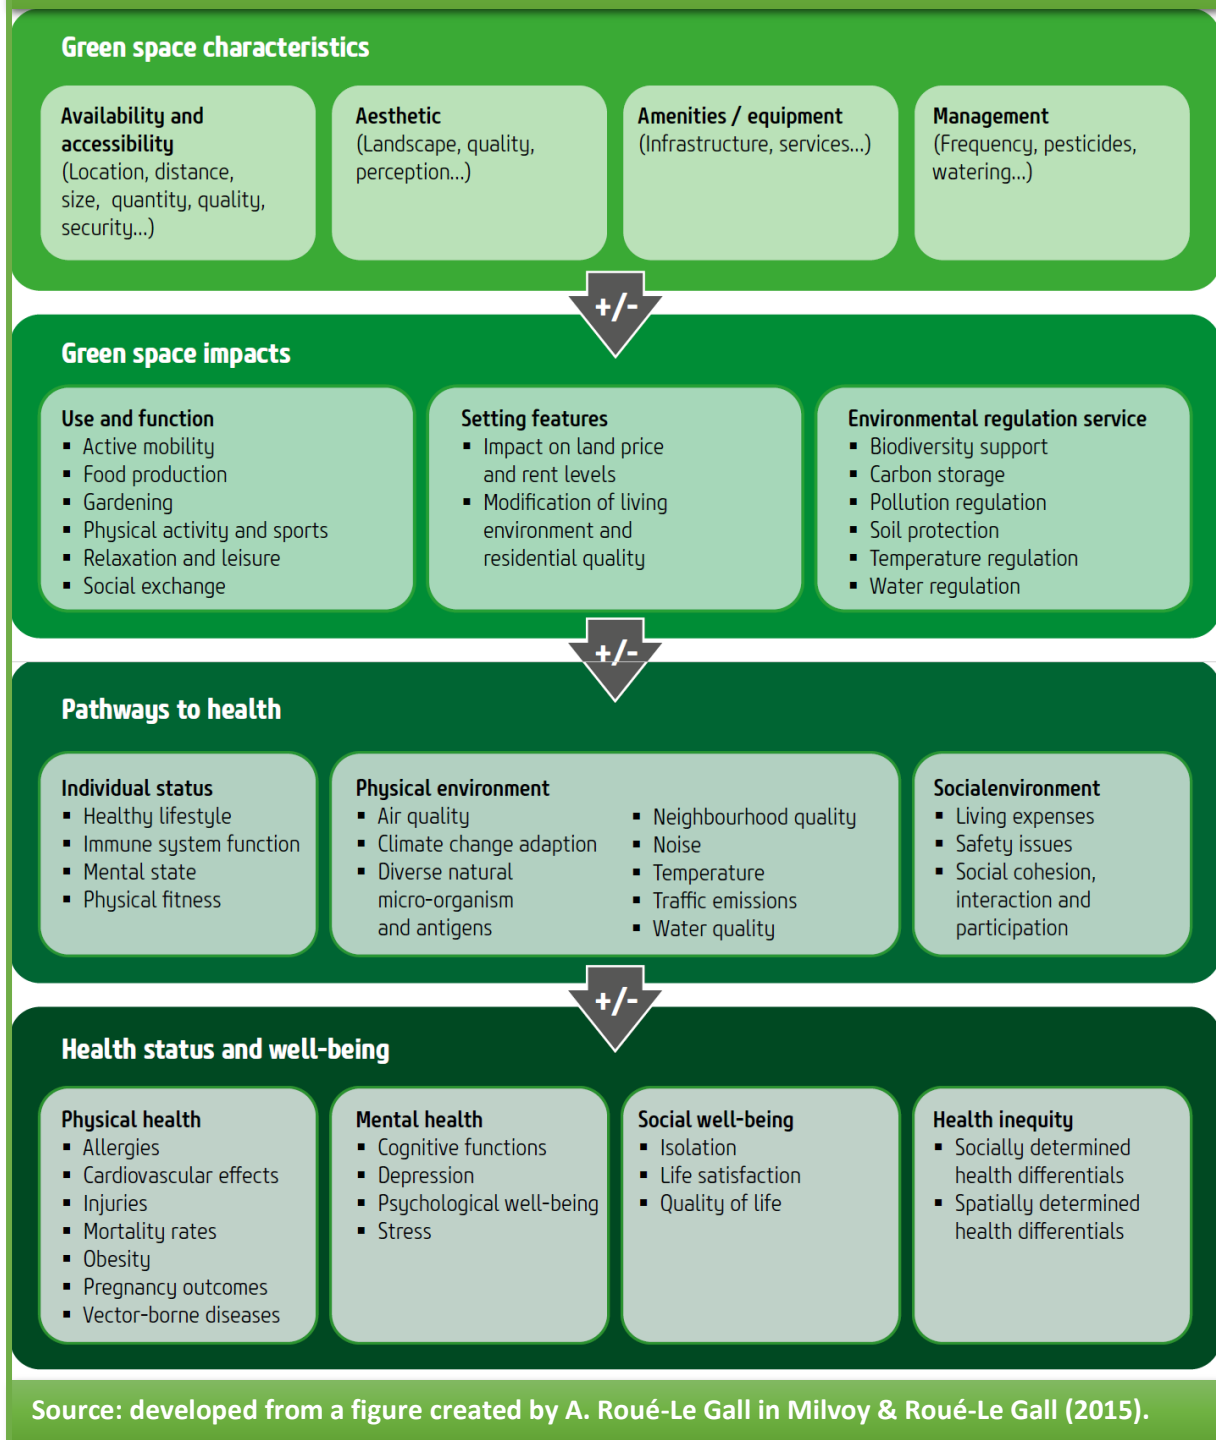 Green space characteristics
Availability and
accessibility
(Location, distance,
size, quantity, quality,
security...)
Aesthetic
(Landscape, quality,
perception...)
Amenities / equipment
(Infrastructure, services...)
Management
(Frequency, pesticides,
watering...)
+/-
Green space impacts
Use and function
▪ Active mobility
▪ Food production
▪ Gardening
▪ Physical activity and sports
▪ Relaxation and leisure
▪ Social exchange
Setting features
▪ Impact on land price
and rent levels
▪ Modification of living
environment and
residential quality
Environmental regulation service
▪ Biodiversity support
▪ Carbon storage
▪ Pollution regulation
▪ Soil protection
▪ Temperature regulation
▪ Water regulation
+/-
Pathways to health
Individual status
▪ Healthy lifestyle
▪ Immune system function
▪ Mental state
▪ Physical fitness
Physical environment
▪ Air quality
▪ Climate change adaption
▪ Diverse natural
micro-organism
and antigens
▪ Neighbourhood quality
▪ Noise
▪ Temperature
▪ Traffic emissions
▪ Water quality
Socialenvironment
▪ Living expenses
▪ Safety issues
▪ Social cohesion,
interaction and
participation
+/-
Health status and well-being
Physical health
▪ Allergies
▪ Cardiovascular effects
▪ Injuries
▪ Mortality rates
▪ Obesity
▪ Pregnancy outcomes
▪ Vector-borne diseases
Mental health
▪ Cognitive functions
▪ Depression
▪ Psychological well-being
▪ Stress
Social well-being
▪ Isolation
▪ Life satisfaction
▪ Quality of life
Health inequity
▪ Socially determined
health differentials
▪ Spatially determined
health differentials
Source: developed from a figure created by A. Roué-Le Gall in Milvoy & Roué-Le Gall (2015).